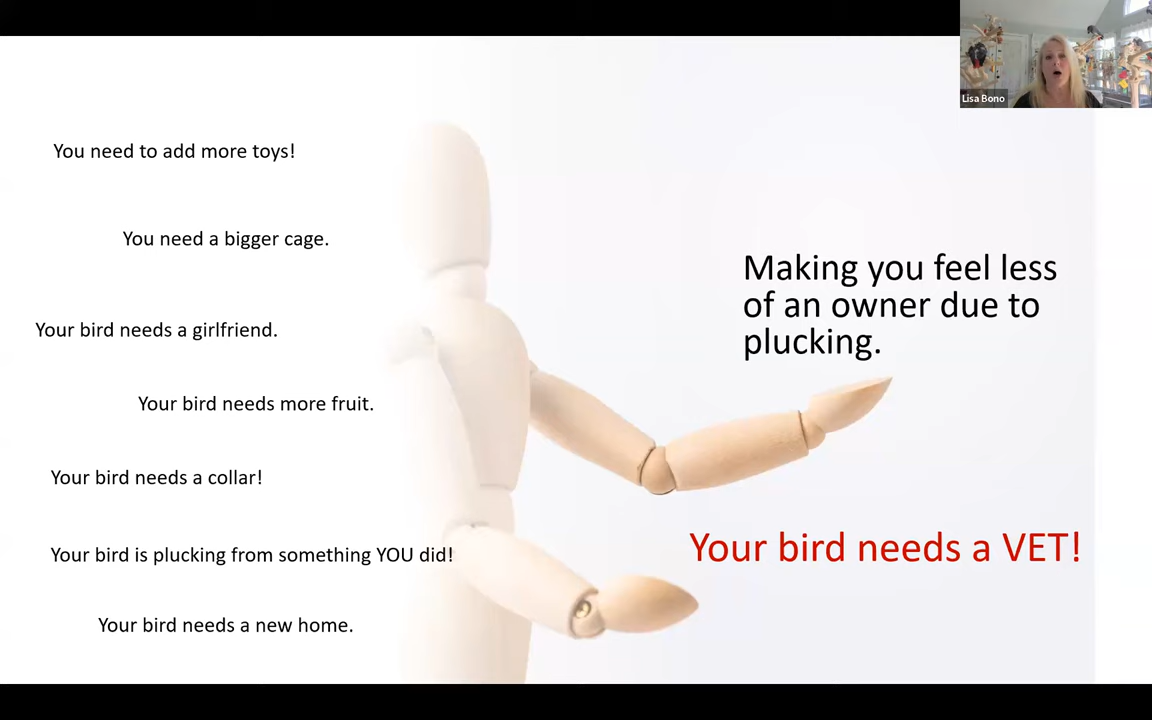 Lisa Bono
You need to add more toys!
You need a bigger cage.
Your bird needs a girlfriend.
Your bird needs more fruit.
Your bird needs a collar!
Your bird is plucking from something YOU did!
Your bird needs a new home.
Making you feel less
of an owner due to
plucking.
Your bird needs a VET!